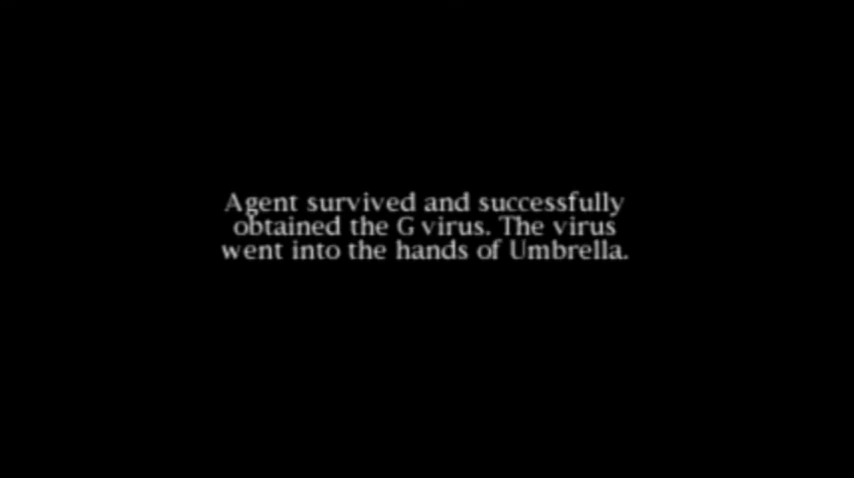 Agent survived and successfully
obtained the G virus. The virus
went into the hands of Umbrella.